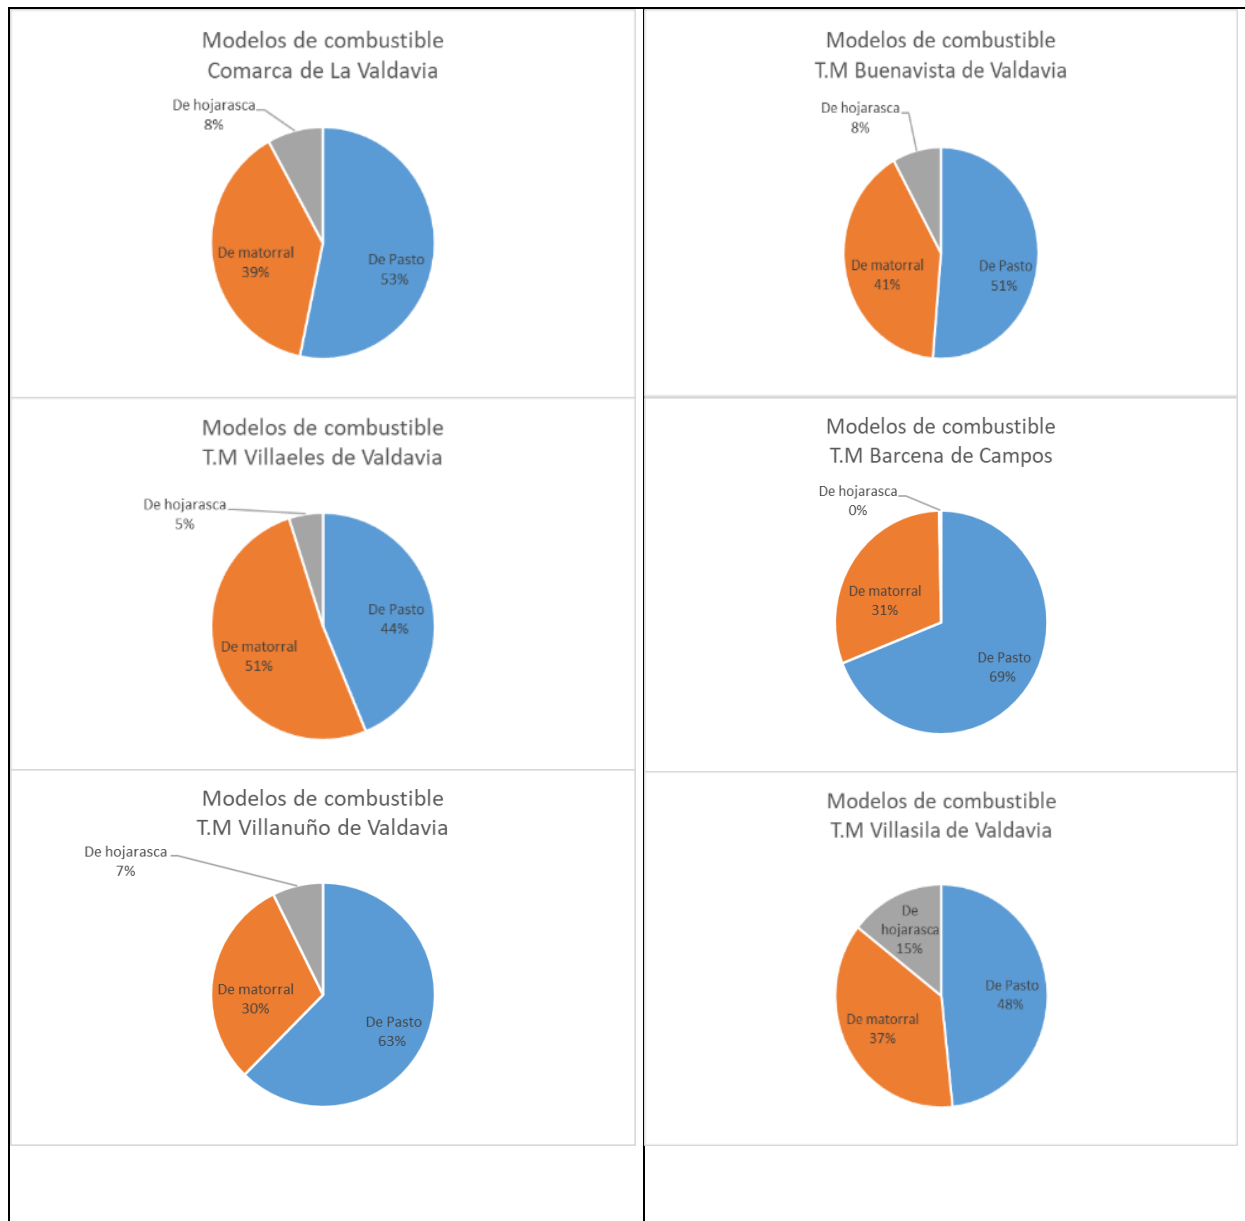 Modelos de combustible
Comarca de La Valdavia
De hojarasca
8%
De matorral
39%
De Pasto
53%
Modelos de combustible
T.M Buenavista de Valdavia
De hojarasca
8%
De matorral
41%
De Pasto
51%
Modelos de combustible
T.M Villaeles de Valdavia
De hojarasca
5%
De Pasto
44%
De matorral
51%
Modelos de combustible
T.M Barcena de Campos
De hojarasca
0%
De matorral
31%
De Pasto
69%
Modelos de combustible
T.M Villanuño de Valdavia
De hojarasca
7%
De matorral
30%
De Pasto
63%
Modelos de combustible
T.M Villasila de Valdavia
De
hojarasca
15%
De Pasto
48%
De matorral
37%